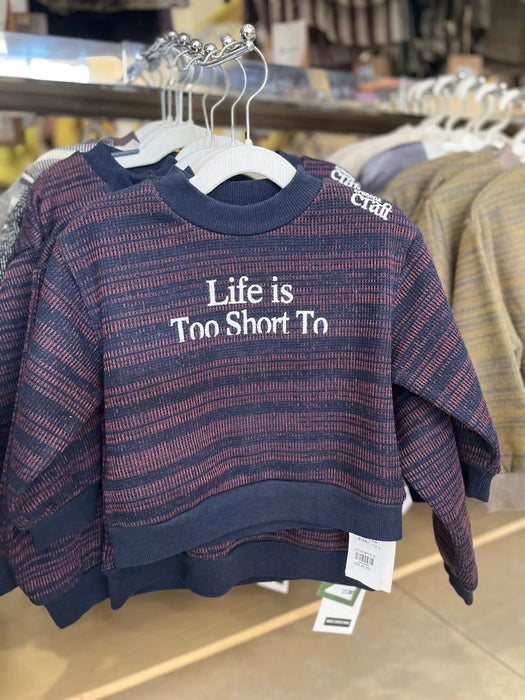 Life is
Too Short To
Craft